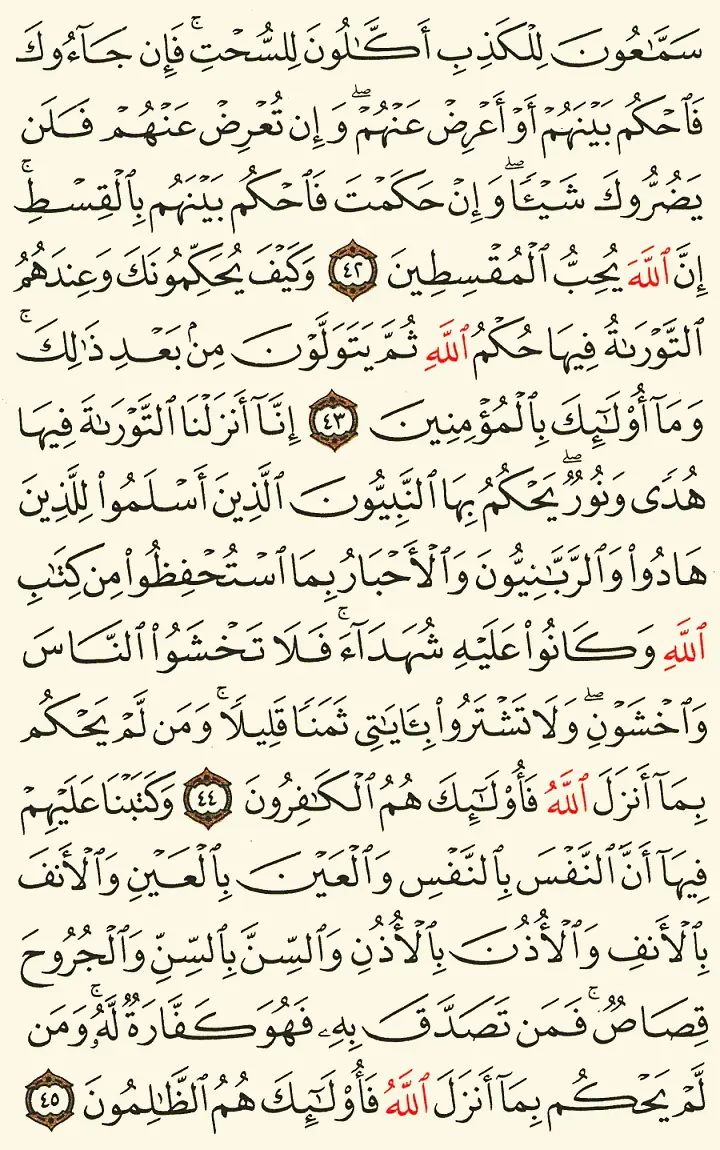 سَمَّٰعُونَ لِلْكَذِبِ أَكَّٰلُونَ لِلسُّحْتِ ۚ فَإِن جَآءُوكَ
فَٱحْكُم بَيْنَهُمْ أَوْ أَعْرِضْ عَنْهُمْ ۖ وَإِن تُعْرِضْ عَنْهُمْ فَلَن
يَضُرُّوكَ شَيْـًٔا ۖ وَإِنْ حَكَمْتَ فَٱحْكُم بَيْنَهُم بِٱلْقِسْطِ ۚ
إِنَّ ٱللَّهَ يُحِبُّ ٱلْمُقْسِطِينَ ٤٢ وَكَيْفَ يُحَكِّمُونَكَ وَعِندَهُمُ
ٱلتَّوْرَىٰةُ فِيهَا حُكْمُ ٱللَّهِ ثُمَّ يَتَوَلَّوْنَ مِنۢ بَعْدِ ذَٰلِكَ ۚ
وَمَآ أُو۟لَٰٓئِكَ بِٱلْمُؤْمِنِينَ ٤٣ إِنَّآ أَنزَلْنَا ٱلتَّوْرَىٰةَ فِيهَا
هُدًى وَنُورٌ ۖ يَحْكُمُ بِهَا ٱلنَّبِيُّونَ ٱلَّذِينَ أَسْلَمُوا۟ لِلَّذِينَ
هَادُوا۟ وَٱلرَّبَّٰنِيُّونَ وَٱلْأَحْبَارُ بِمَا ٱسْتُحْفِظُوا۟ مِن كِتَٰبِ
ٱللَّهِ وَكَانُوا۟ عَلَيْهِ شُهَدَآءَ ۚ فَلَا تَخْشَوُا۟ ٱلنَّاسَ
وَٱخْشَوْنِ ۖ وَلَا تَشْتَرُوا۟ بِـَٔايَٰتِى ثَمَنًا قَلِيلًا ۚ وَمَن لَّمْ يَحْكُم
بِمَآ أَنزَلَ ٱللَّهُ فَأُو۟لَٰٓئِكَ هُمُ ٱلْكَٰفِرُونَ ٤٤ وَكَتَبْنَا عَلَيْهِمْ
فِيهَآ أَنَّ ٱلنَّفْسَ بِٱلنَّفْسِ وَٱلْعَيْنَ بِٱلْعَيْنِ وَٱلْأَنفَ
بِٱلْأَنفِ وَٱلْأُذُنَ بِٱلْأُذُنِ وَٱلسِّنَّ بِٱلسِّنِّ وَٱلْجُرُوحَ
قِصَاصٌ ۚ فَمَن تَصَدَّقَ بِهِۦ فَهُوَ كَفَّارَةٌ لَّهُۥ ۚ وَمَن
لَّمْ يَحْكُم بِمَآ أَنزَلَ ٱللَّهُ فَأُو۟لَٰٓئِكَ هُمُ ٱلظَّٰلِمُونَ ٤٥